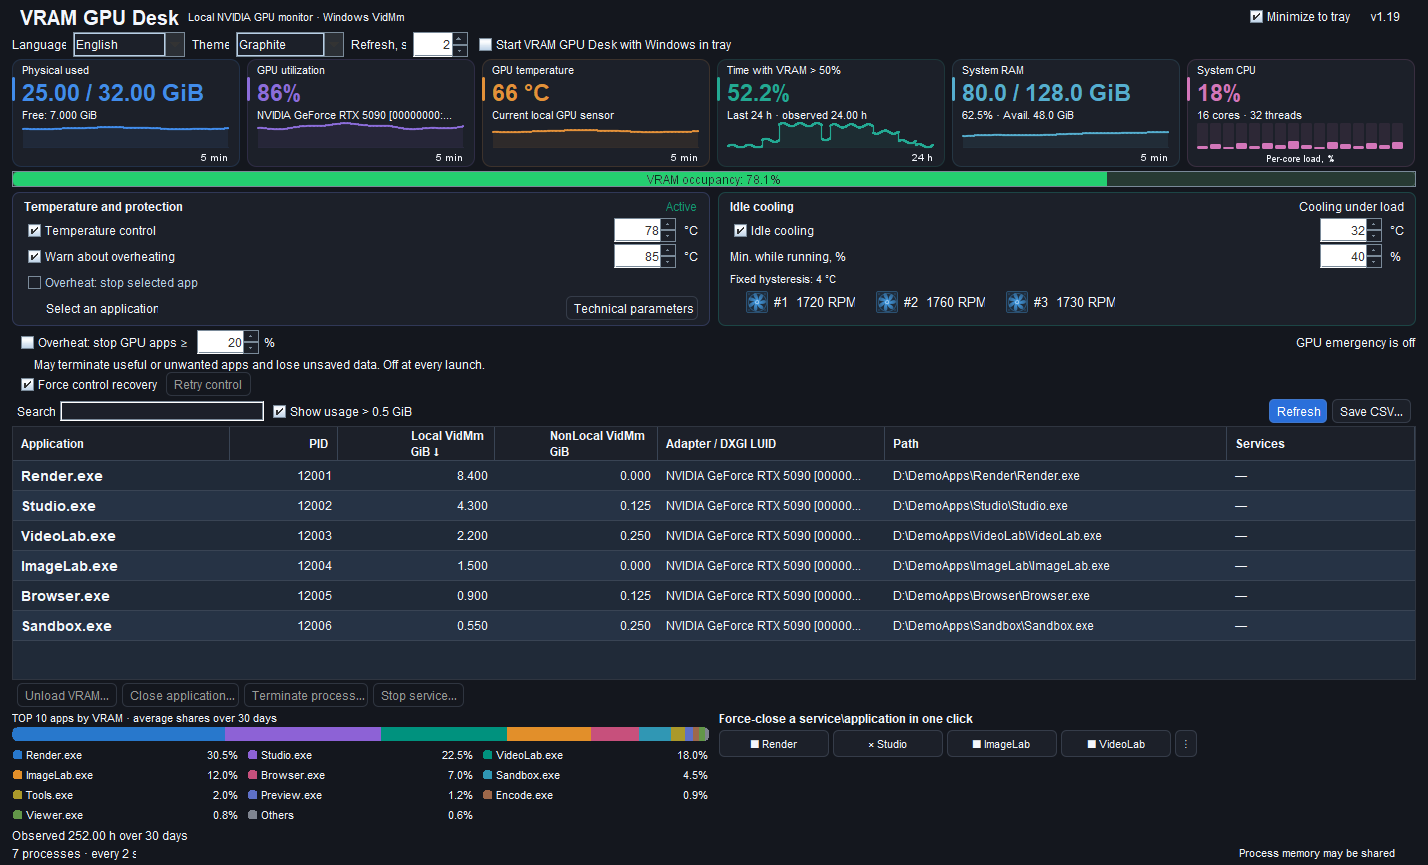 VRAM GPU Desk Local NVIDIA GPU monitor · Windows VidMm Minimize to tray v1.19
Language English Theme Graphite Refresh, s 2 Start VRAM GPU Desk with Windows in tray
Physical used
25.00 / 32.00 GiB
Free: 7.000 GiB
5 min
GPU utilization
86%
NVIDIA GeForce RTX 5090 [00000000:...
5 min
GPU temperature
66 °C
Current local GPU sensor
5 min
Time with VRAM > 50%
52.2%
Last 24 h · observed 24.00 h
24 h
System RAM
80.0 / 128.0 GiB
62.5% · Avail. 48.0 GiB
5 min
System CPU
18%
16 cores · 32 threads
Per-core load, %
VRAM occupancy: 78.1%
Temperature and protection Active
Temperature control 78 °C
Warn about overheating 85 °C
Overheat: stop selected app
Select an application Technical parameters
Idle cooling Cooling under load
Idle cooling 32 °C
Min. while running, % 40 %
Fixed hysteresis: 4 °C
#1 1720 RPM #2 1760 RPM #3 1730 RPM
Overheat: stop GPU apps ≥ 20 % GPU emergency is off
May terminate useful or unwanted apps and lose unsaved data. Off at every launch.
Force control recovery Retry control
Search Show usage > 0.5 GiB Refresh Save CSV...
Application PID Local VidMm GiB ↓ NonLocal VidMm GiB Adapter / DXGI LUID Path Services
Render.exe 12001 8.400 0.000 NVIDIA GeForce RTX 5090 [00000... D:\DemoApps\Render\Render.exe —
Studio.exe 12002 4.300 0.125 NVIDIA GeForce RTX 5090 [00000... D:\DemoApps\Studio\Studio.exe —
VideoLab.exe 12003 2.200 0.250 NVIDIA GeForce RTX 5090 [00000... D:\DemoApps\VideoLab\VideoLab.exe —
ImageLab.exe 12004 1.500 0.000 NVIDIA GeForce RTX 5090 [00000... D:\DemoApps\ImageLab\ImageLab.exe —
Browser.exe 12005 0.900 0.125 NVIDIA GeForce RTX 5090 [00000... D:\DemoApps\Browser\Browser.exe —
Sandbox.exe 12006 0.550 0.250 NVIDIA GeForce RTX 5090 [00000... D:\DemoApps\Sandbox\Sandbox.exe —
Unload VRAM... Close application... Terminate process... Stop service...
TOP 10 apps by VRAM · average shares over 30 days
Render.exe 30.5% Studio.exe 22.5% VideoLab.exe 18.0%
ImageLab.exe 12.0% Browser.exe 7.0% Sandbox.exe 4.5%
Tools.exe 2.0% Preview.exe 1.2% Encode.exe 0.9%
Viewer.exe 0.8% Others 0.6%
Observed 252.00 h over 30 days
7 processes · every 2 s
Force-close a service\application in one click
■ Render × Studio ■ ImageLab ■ VideoLab ⋮
Process memory may be shared